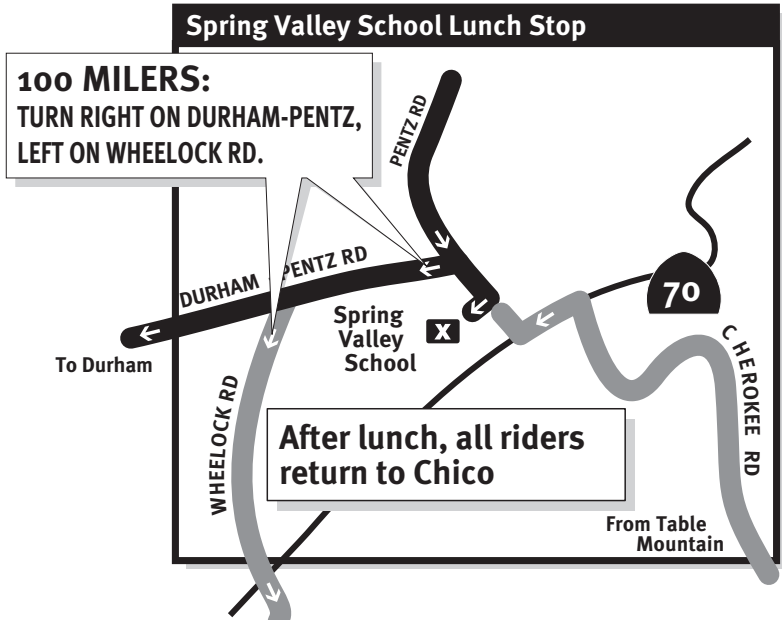 Spring Valley School Lunch Stop
100 MILERS:
TURN RIGHT ON DURHAM-PENTZ,
LEFT ON WHEELOCK RD.
PENTZ RD
DURHAM - PENTZ RD
70
Spring
Valley
School
X
To Durham
CHEROKEE RD
WHEELOCK RD
After lunch, all riders
return to Chico
From Table
Mountain